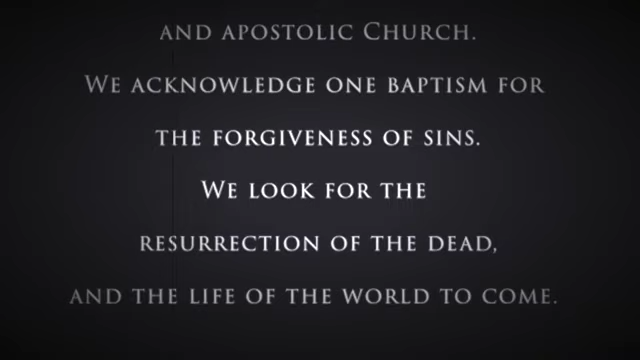 AND APOSTOLIC CHURCH.
WE ACKNOWLEDGE ONE BAPTISM FOR
THE FORGIVENESS OF SINS.
WE LOOK FOR THE
RESURRECTION OF THE DEAD,
AND THE LIFE OF THE WORLD TO COME.